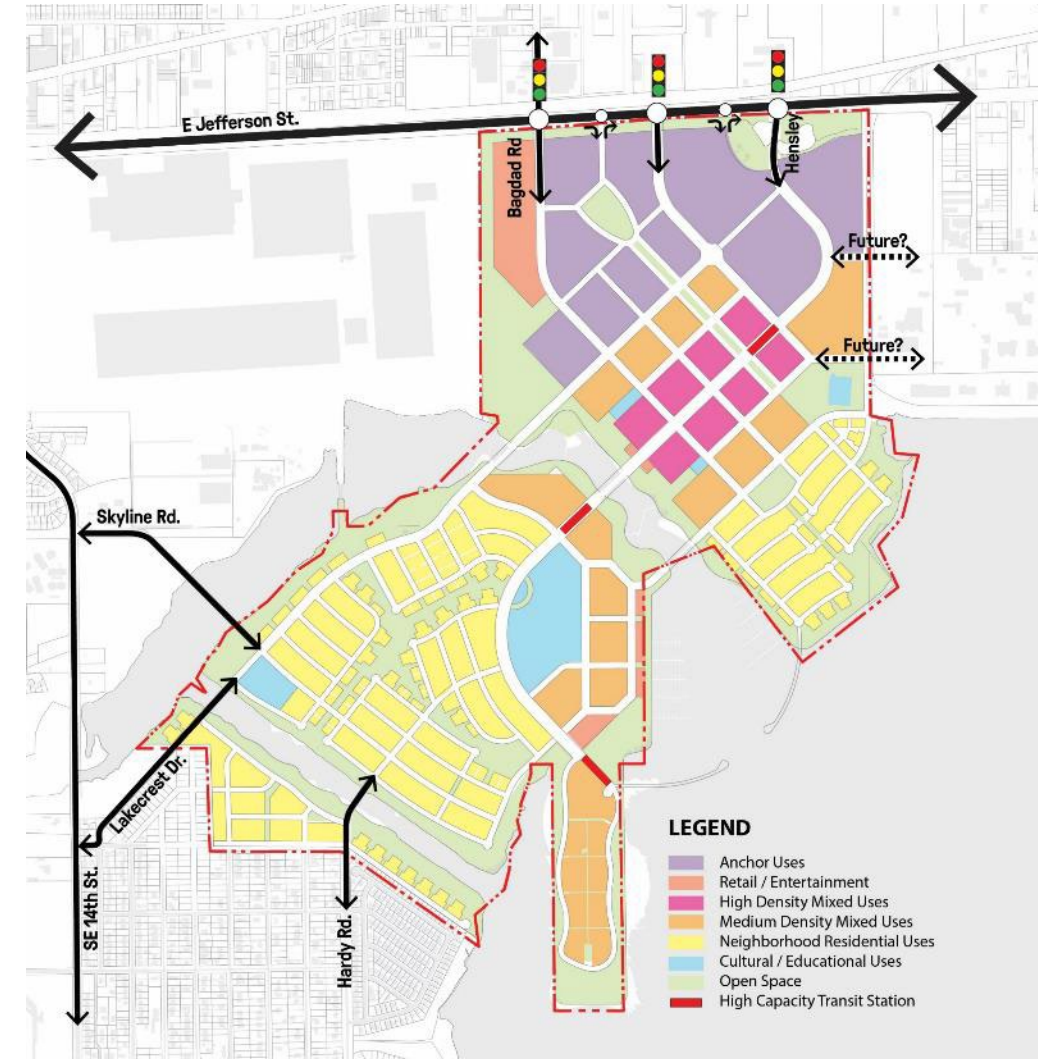 E Jefferson St.
Bagdad Rd
Hensley
Future?
Future?
Skyline Rd.
Lakecrest Dr.
SE 14th St.
Hardy Rd.
LEGEND
Anchor Uses
Retail / Entertainment
High Density Mixed Uses
Medium Density Mixed Uses
Neighborhood Residential Uses
Cultural / Educational Uses
Open Space
High Capacity Transit Station